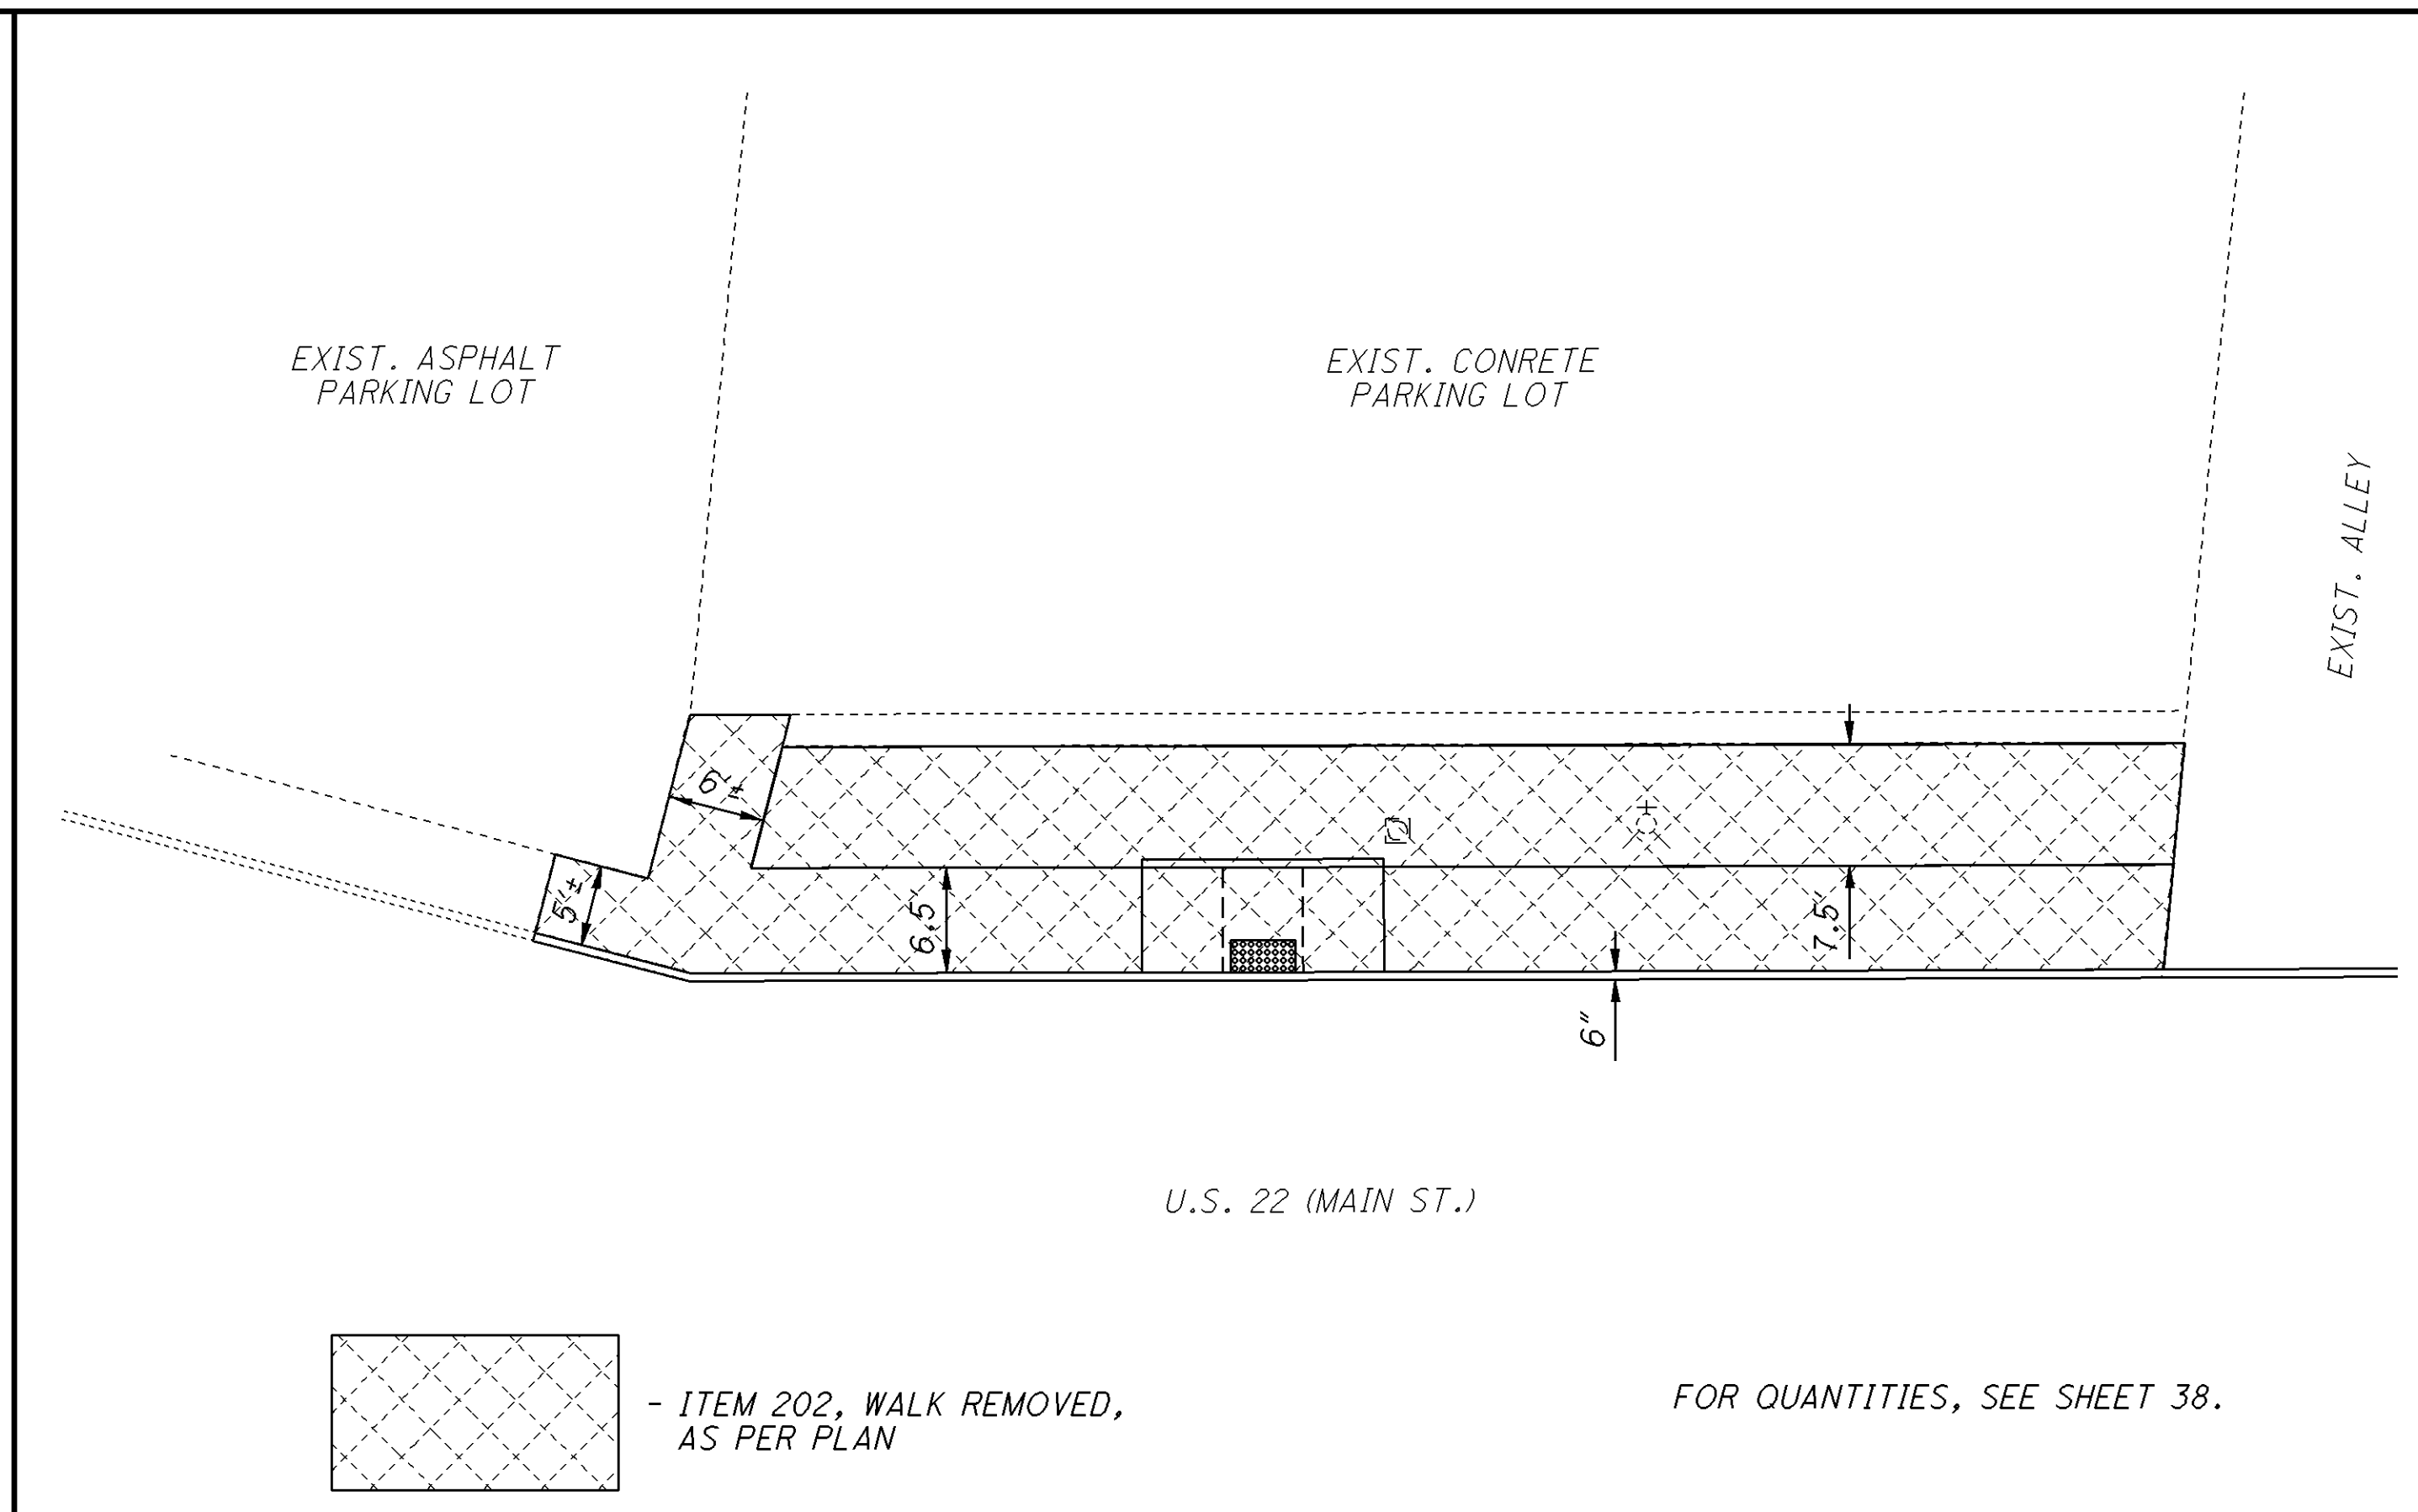 EXIST. ASPHALT
PARKING LOT
EXIST. CONRETE
PARKING LOT
EXIST. ALLEY
6'±
5'±
6.5'
7.5'
6"
U.S. 22 (MAIN ST.)
- ITEM 202, WALK REMOVED,
AS PER PLAN
FOR QUANTITIES, SEE SHEET 38.